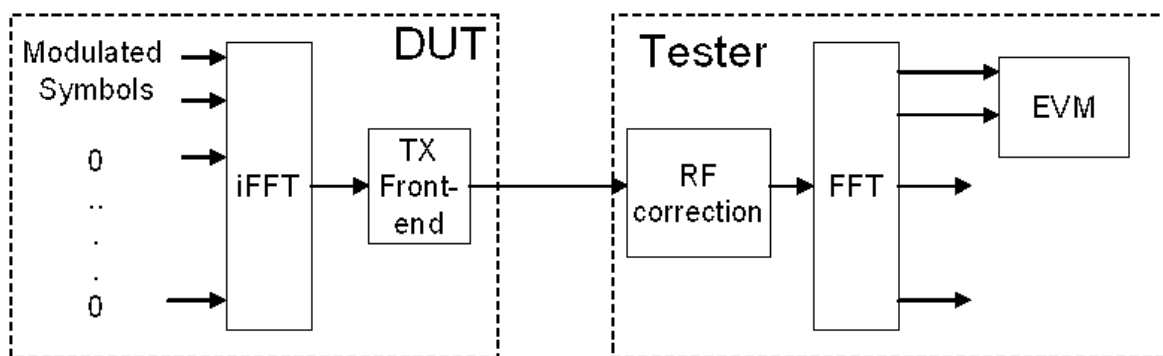 DUT
Modulated
Symbols
0
..
.
.
.
0
iFFT
TX
Front-
end
Tester
RF
correction
FFT
EVM